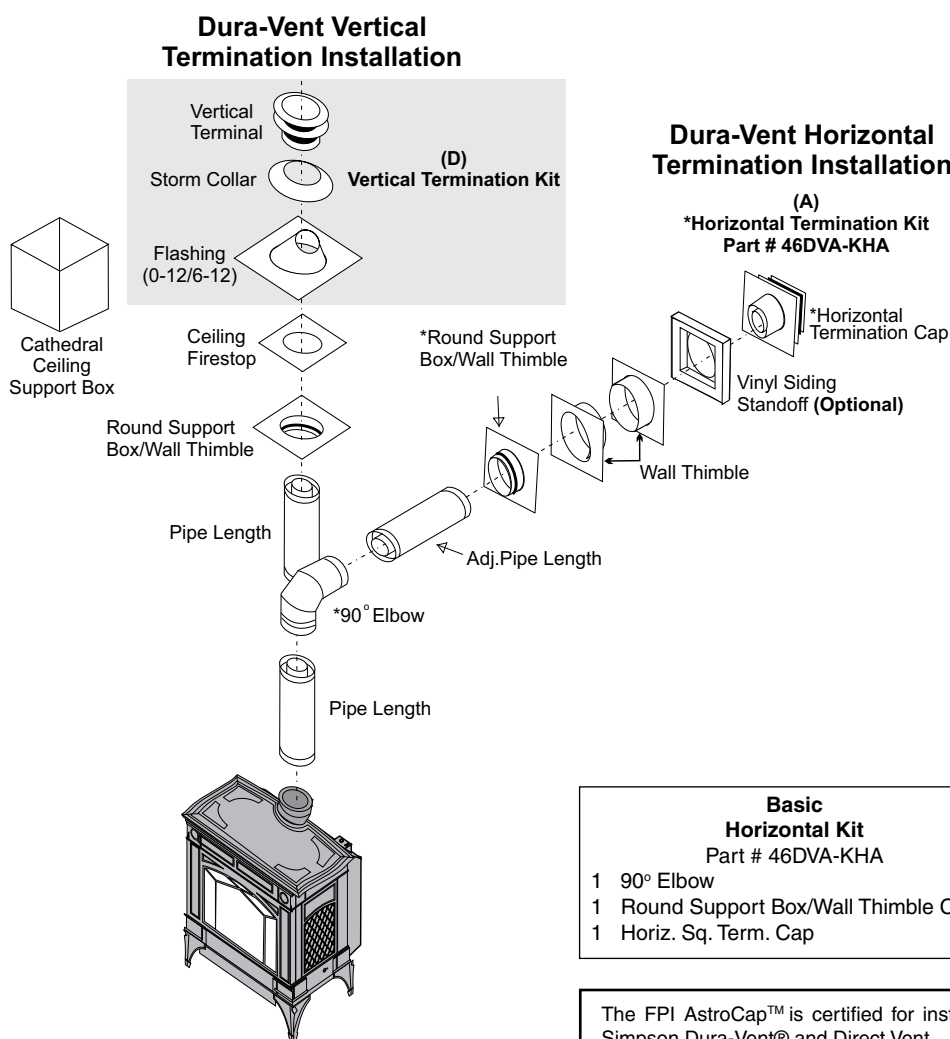 Dura-Vent Vertical
Termination Installation
Vertical
Terminal
Storm Collar
(D)
Vertical Termination Kit
Flashing
(0-12/6-12)
Cathedral
Ceiling
Support Box
Ceiling
Firestop
Round Support
Box/Wall Thimble
Pipe Length
Dura-Vent Horizontal
Termination Installation
(A)
*Horizontal Termination Kit
Part # 46DVA-KHA
*Horizontal
Termination Cap
*Round Support
Box/Wall Thimble
Vinyl Siding
Standoff (Optional)
Wall Thimble
Adj.Pipe Length
*90° Elbow
Pipe Length
Basic
Horizontal Kit
Part # 46DVA-KHA
1 90º Elbow
1 Round Support Box/Wall Thimble
1 Horiz. Sq. Term. Cap
The FPI AstroCap™ is certified for
Simpson Dura-Vent® and Direct Vent